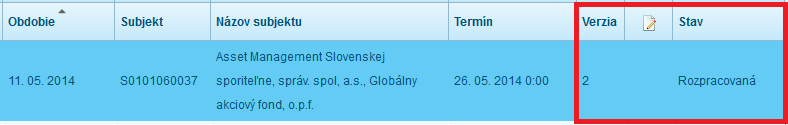 Obdobie Subjekt Názov subjektu Termín Verzia Stav
Asset Management Slovenskej
11. 05. 2014 S0101060037 sporiteľne, správ. spol, a.s., Globálny 26. 05. 2014 0:00 2 Rozpracovaná
akciový fond, o.p.f.